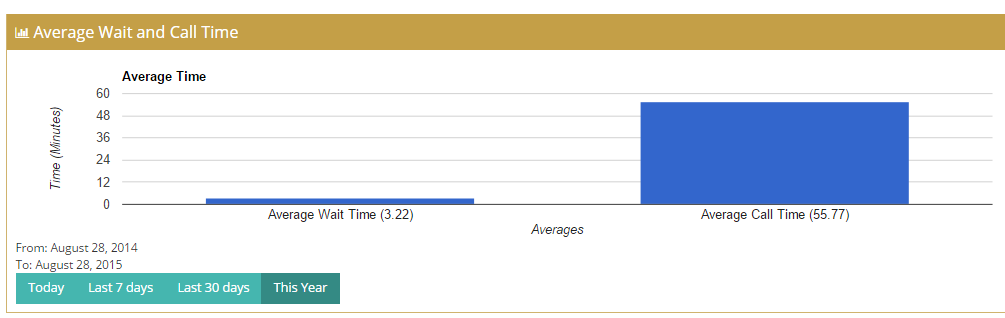 Average Wait and Call Time
Average Time
60
48
36
24
12
0
Time (Minutes)
Average Wait Time (3.22) Average Call Time (55.77)
Averages
From: August 28, 2014
To: August 28, 2015
Today Last 7 days Last 30 days This Year